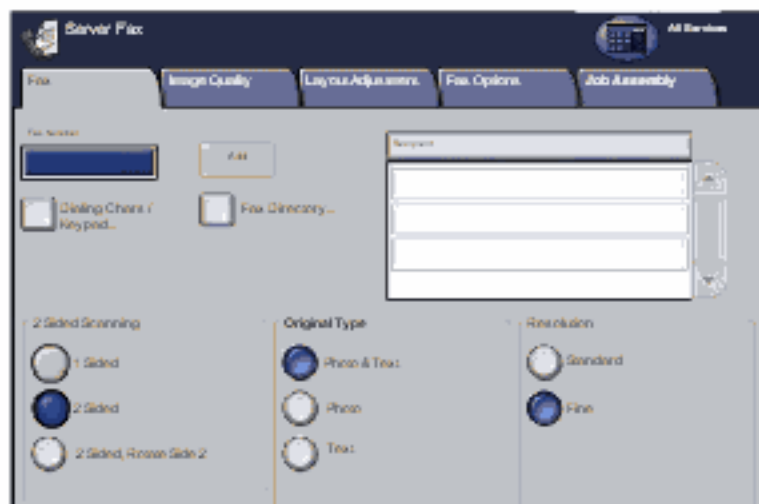 Server Fax
All Services
Fax
Image Quality
Layout Adjustment
Fax Options
Job Assembly
Fax Number
Add
Recipient
Dialing Chars /
Keypad...
Fax Directory...
2 Sided Scanning
1 Sided
2 Sided
2 Sided, Rotate Side 2
Original Type
Photo & Text
Photo
Text
Resolution
Standard
Fine